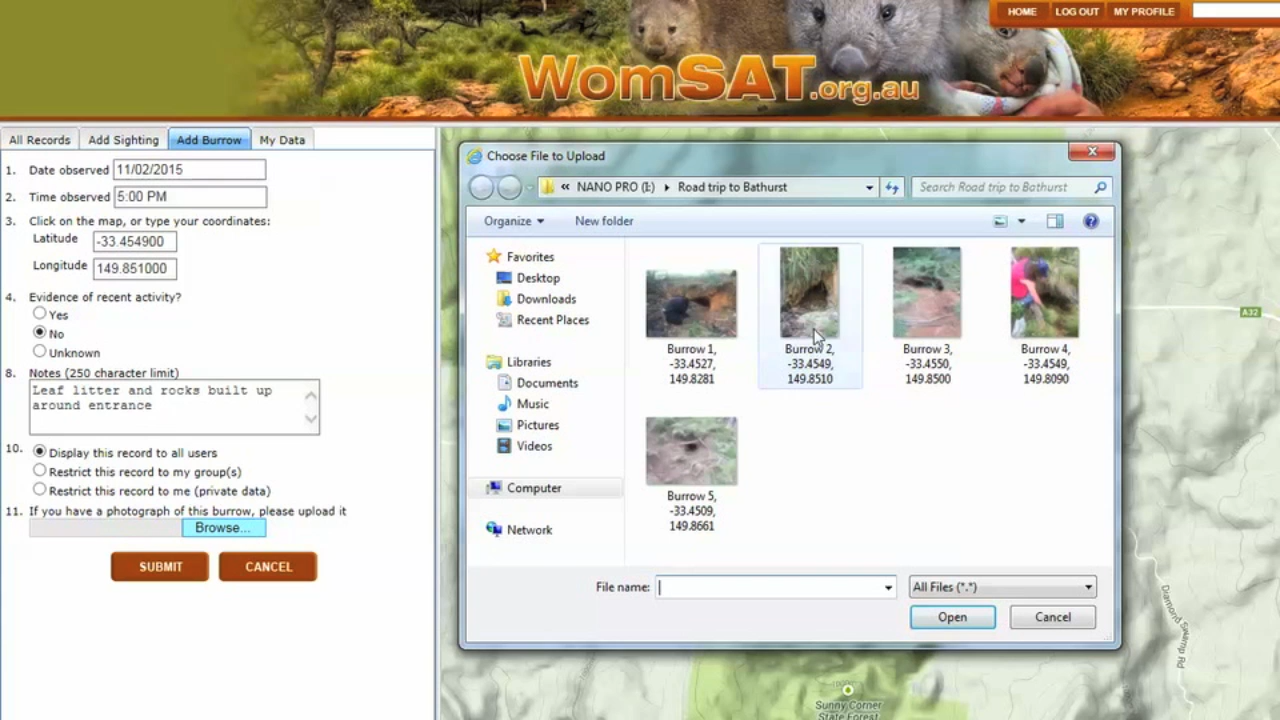 HOME LOG OUT MY PROFILE
WomSAT.org.au
All Records Add Sighting Add Burrow My Data
1. Date observed 11/02/2015
2. Time observed 5:00 PM
3. Click on the map, or type your coordinates:
Latitude -33.454900
Longitude 149.851000
4. Evidence of recent activity?
Yes
No
Unknown
8. Notes (250 character limit)
Leaf litter and rocks built up
around entrance
10. Display this record to all users
Restrict this record to my group(s)
Restrict this record to me (private data)
11. If you have a photograph of this burrow, please upload it
Browse...
SUBMIT CANCEL
Choose File to Upload
« NANO PRO (I:) Road trip to Bathurst
Search Road trip to Bathurst
Organize New folder
Favorites
Desktop
Downloads
Recent Places
Libraries
Documents
Music
Pictures
Videos
Computer
Network
Burrow 1,
-33.4527,
149.8281
Burrow 2,
-33.4549,
149.8510
Burrow 3,
-33.4550,
149.8500
Burrow 4,
-33.4549,
149.8090
Burrow 5,
-33.4509,
149.8661
File name:
All Files (*.*)
Open Cancel
A32
Diamond Swamp Rd
Sunny Corner
State Forest